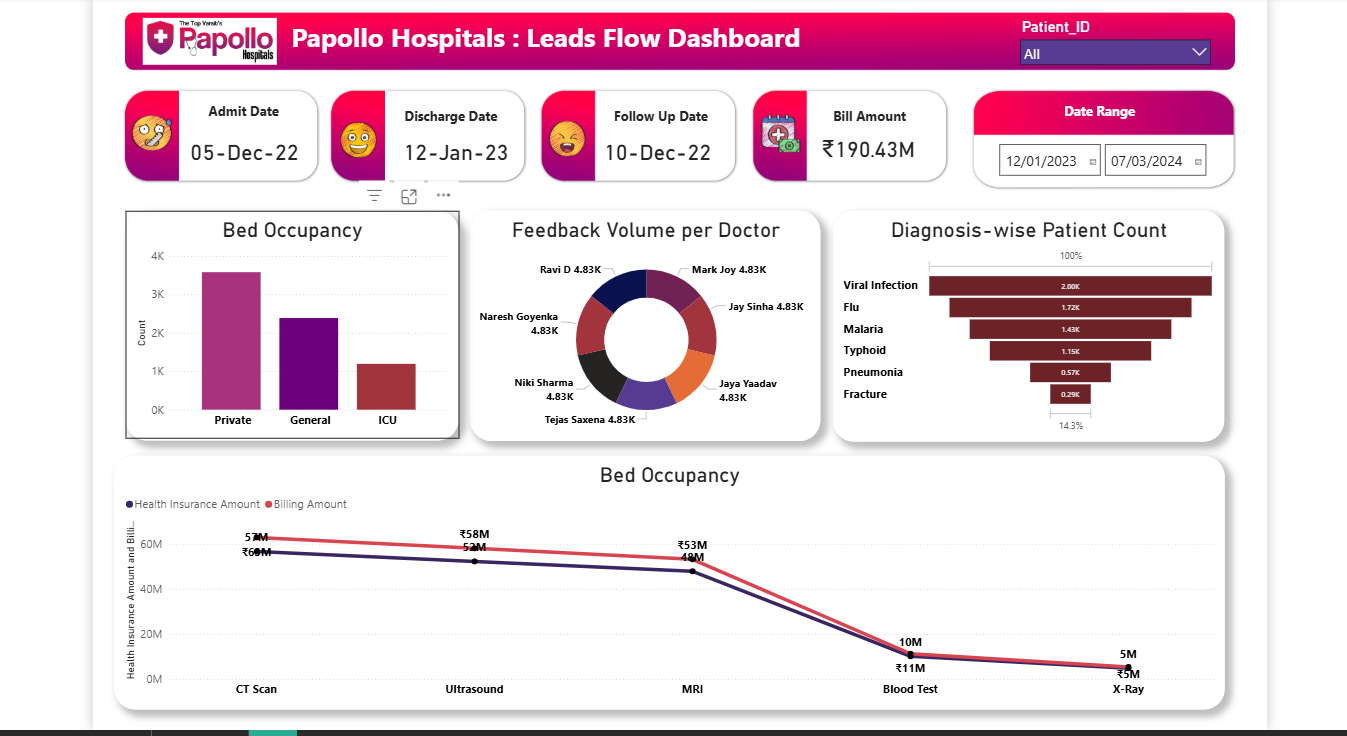 The Top Varsit's
Papollo
Hospitals
Papollo Hospitals : Leads Flow Dashboard
Patient_ID
All
Admit Date
05-Dec-22
Discharge Date
12-Jan-23
Follow Up Date
10-Dec-22
Bill Amount
₹190.43M
Date Range
12/01/2023
07/03/2024
Bed Occupancy
Count
4K
3K
2K
1K
0K
Private
General
ICU
Feedback Volume per Doctor
Ravi D 4.83K
Mark Joy 4.83K
Jay Sinha 4.83K
Naresh Goyenka
4.83K
Niki Sharma
4.83K
Jaya Yaadav
4.83K
Tejas Saxena 4.83K
Diagnosis-wise Patient Count
100%
Viral Infection 2.00K
Flu 1.72K
Malaria 1.43K
Typhoid 1.15K
Pneumonia 0.57K
Fracture 0.29K
14.3%
Bed Occupancy
Health Insurance Amount Billing Amount
Health Insurance Amount and Billi...
60M
40M
20M
0M
57M
₹63M
₹58M
52M
₹53M
48M
10M
₹11M
5M
₹5M
CT Scan
Ultrasound
MRI
Blood Test
X-Ray